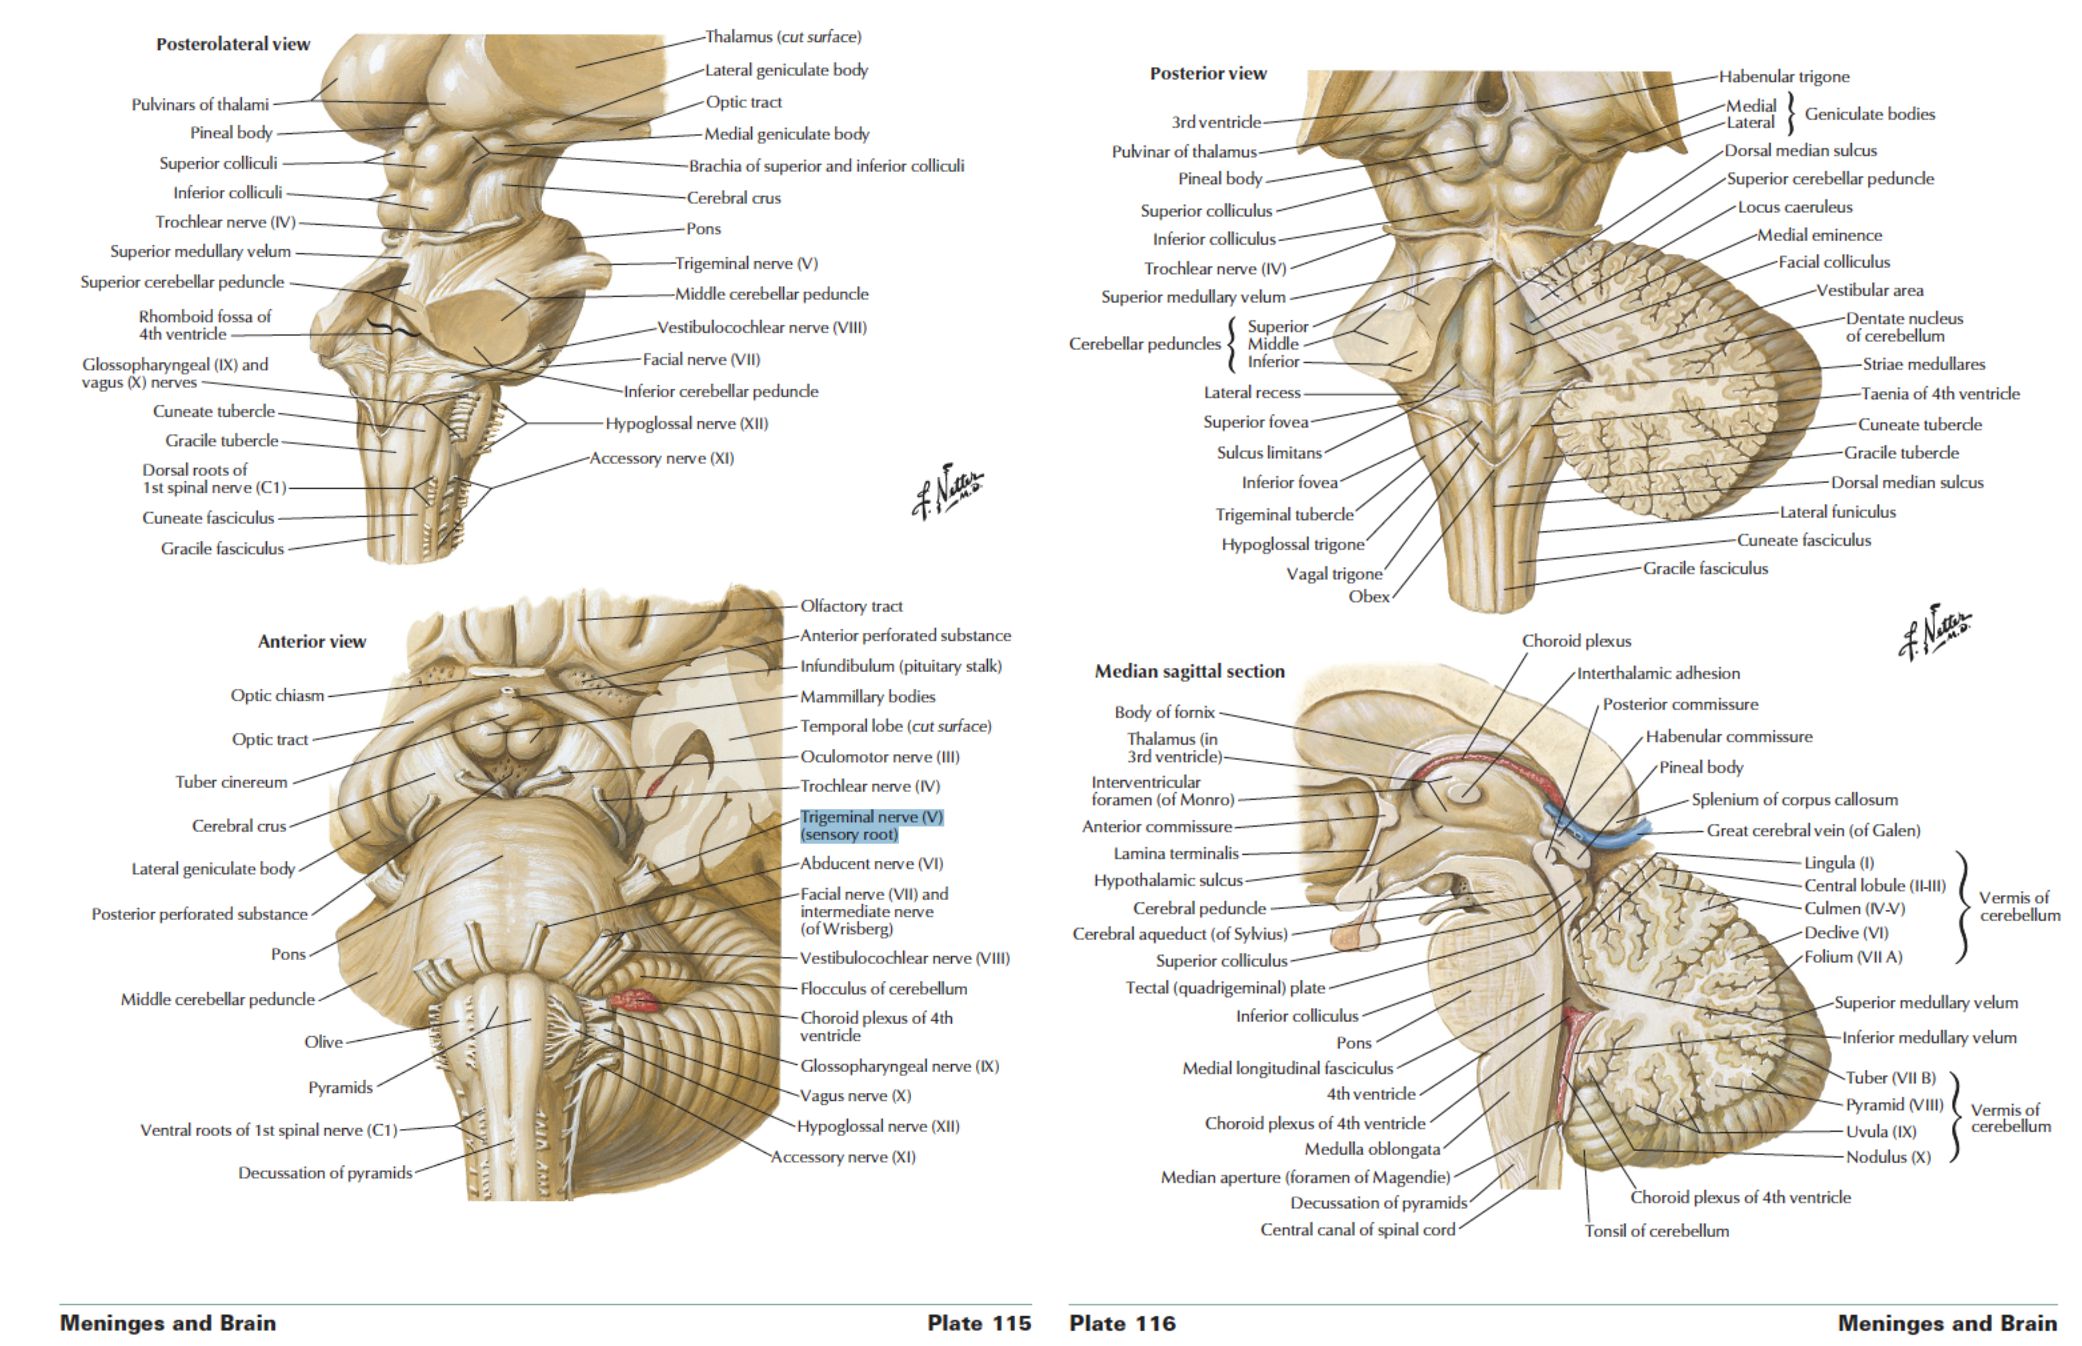 Posterolateral view
Pulvinars of thalami
Pineal body
Superior colliculi
Inferior colliculi
Trochlear nerve (IV)
Superior medullary velum
Superior cerebellar peduncle
Rhomboid fossa of
4th ventricle
Glossopharyngeal (IX) and
vagus (X) nerves
Cuneate tubercle
Gracile tubercle
Dorsal roots of
1st spinal nerve (C1)
Cuneate fasciculus
Gracile fasciculus
Thalamus (cut surface)
Lateral geniculate body
Optic tract
Medial geniculate body
Brachia of superior and inferior colliculi
Cerebral crus
Pons
Trigeminal nerve (V)
Middle cerebellar peduncle
Vestibulocochlear nerve (VIII)
Facial nerve (VII)
Inferior cerebellar peduncle
Hypoglossal nerve (XII)
Accessory nerve (XI)
F. Netter
M.D.
Anterior view
Optic chiasm
Optic tract
Tuber cinereum
Cerebral crus
Lateral geniculate body
Posterior perforated substance
Pons
Middle cerebellar peduncle
Olive
Pyramids
Ventral roots of 1st spinal nerve (C1)
Decussation of pyramids
Olfactory tract
Anterior perforated substance
Infundibulum (pituitary stalk)
Mammillary bodies
Temporal lobe (cut surface)
Oculomotor nerve (III)
Trochlear nerve (IV)
Trigeminal nerve (V)
(sensory root)
Abducent nerve (VI)
Facial nerve (VII) and
intermediate nerve
(of Wrisberg)
Vestibulocochlear nerve (VIII)
Flocculus of cerebellum
Choroid plexus of 4th
ventricle
Glossopharyngeal nerve (IX)
Vagus nerve (X)
Hypoglossal nerve (XII)
Accessory nerve (XI)
Meninges and Brain
Plate 115
Posterior view
3rd ventricle
Pulvinar of thalamus
Pineal body
Superior colliculus
Inferior colliculus
Trochlear nerve (IV)
Superior medullary velum
Cerebellar peduncles
Superior
Middle
Inferior
Lateral recess
Superior fovea
Sulcus limitans
Inferior fovea
Trigeminal tubercle
Hypoglossal trigone
Vagal trigone
Obex
Habenular trigone
Medial
Lateral
Geniculate bodies
Dorsal median sulcus
Superior cerebellar peduncle
Locus caeruleus
Medial eminence
Facial colliculus
Vestibular area
Dentate nucleus
of cerebellum
Striae medullares
Taenia of 4th ventricle
Cuneate tubercle
Gracile tubercle
Dorsal median sulcus
Lateral funiculus
Cuneate fasciculus
Gracile fasciculus
F. Netter
M.D.
Median sagittal section
Body of fornix
Thalamus (in
3rd ventricle)
Interventricular
foramen (of Monro)
Anterior commissure
Lamina terminalis
Hypothalamic sulcus
Cerebral peduncle
Cerebral aqueduct (of Sylvius)
Superior colliculus
Tectal (quadrigeminal) plate
Inferior colliculus
Pons
Medial longitudinal fasciculus
4th ventricle
Choroid plexus of 4th ventricle
Medulla oblongata
Median aperture (foramen of Magendie)
Decussation of pyramids
Central canal of spinal cord
Choroid plexus
Interthalamic adhesion
Posterior commissure
Habenular commissure
Pineal body
Splenium of corpus callosum
Great cerebral vein (of Galen)
Lingula (I)
Central lobule (II-III)
Culmen (IV-V)
Declive (VI)
Folium (VII A)
Vermis of
cerebellum
Superior medullary velum
Inferior medullary velum
Tuber (VII B)
Pyramid (VIII)
Uvula (IX)
Nodulus (X)
Vermis of
cerebellum
Choroid plexus of 4th ventricle
Tonsil of cerebellum
Plate 116
Meninges and Brain